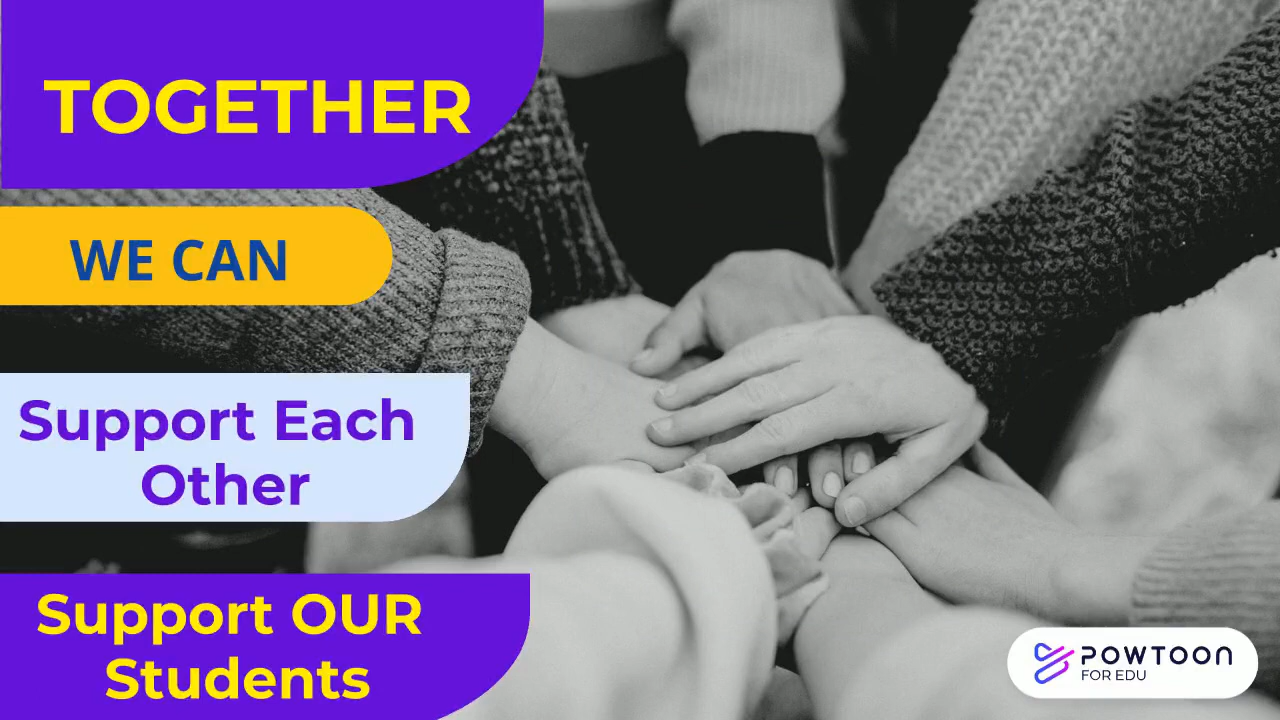 TOGETHER
WE CAN
Support Each
Other
Support OUR
Students
POWTOON
FOR EDU